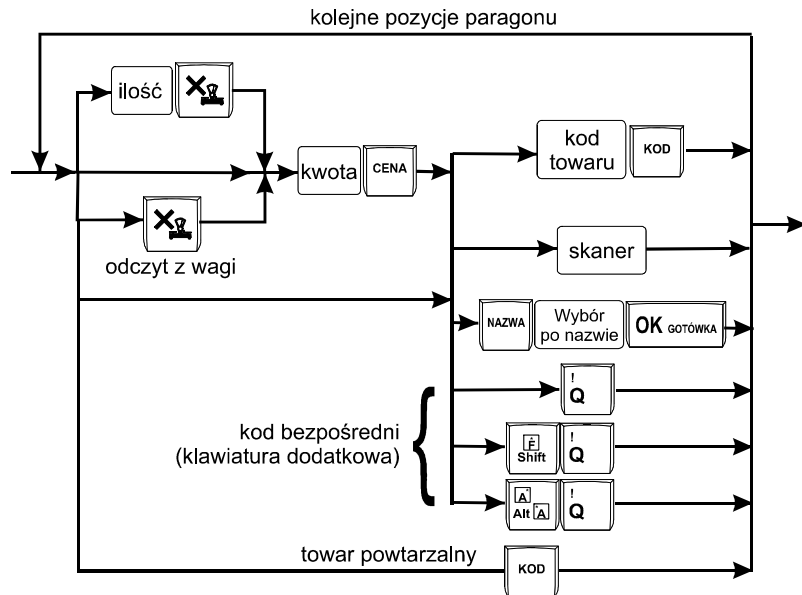 kolejne pozycje paragonu
ilość
kwota
CENA
kod
towaru
KOD
odczyt z wagi
skaner
NAZWA
Wybór
po nazwie
OK GOTÓWKA
kod bezpośredni
(klawiatura dodatkowa)
!
Q
F
Shift
!
Q
A
Alt A
!
Q
towar powtarzalny
KOD